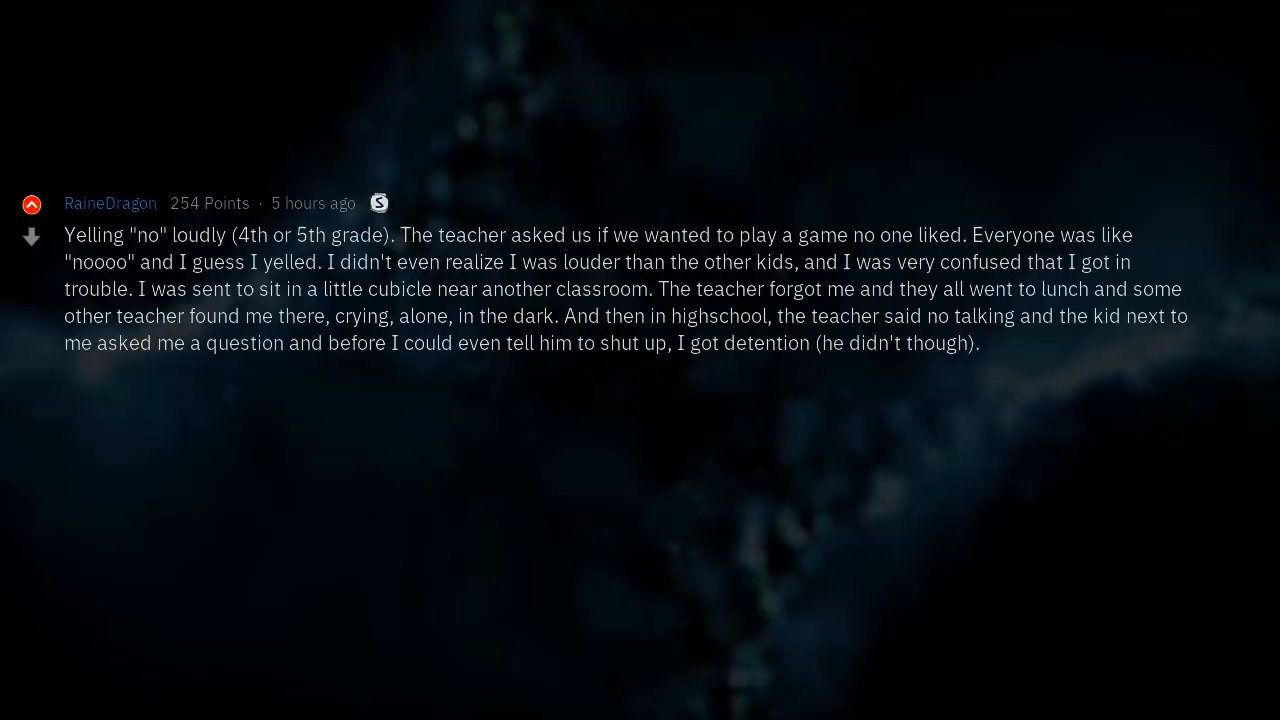 RaineDragon 254 Points · 5 hours ago S
Yelling "no" loudly (4th or 5th grade). The teacher asked us if we wanted to play a game no one liked. Everyone was like
"noooo" and I guess I yelled. I didn't even realize I was louder than the other kids, and I was very confused that I got in
trouble. I was sent to sit in a little cubicle near another classroom. The teacher forgot me and they all went to lunch and some
other teacher found me there, crying, alone, in the dark. And then in highschool, the teacher said no talking and the kid next to
me asked me a question and before I could even tell him to shut up, I got detention (he didn't though).